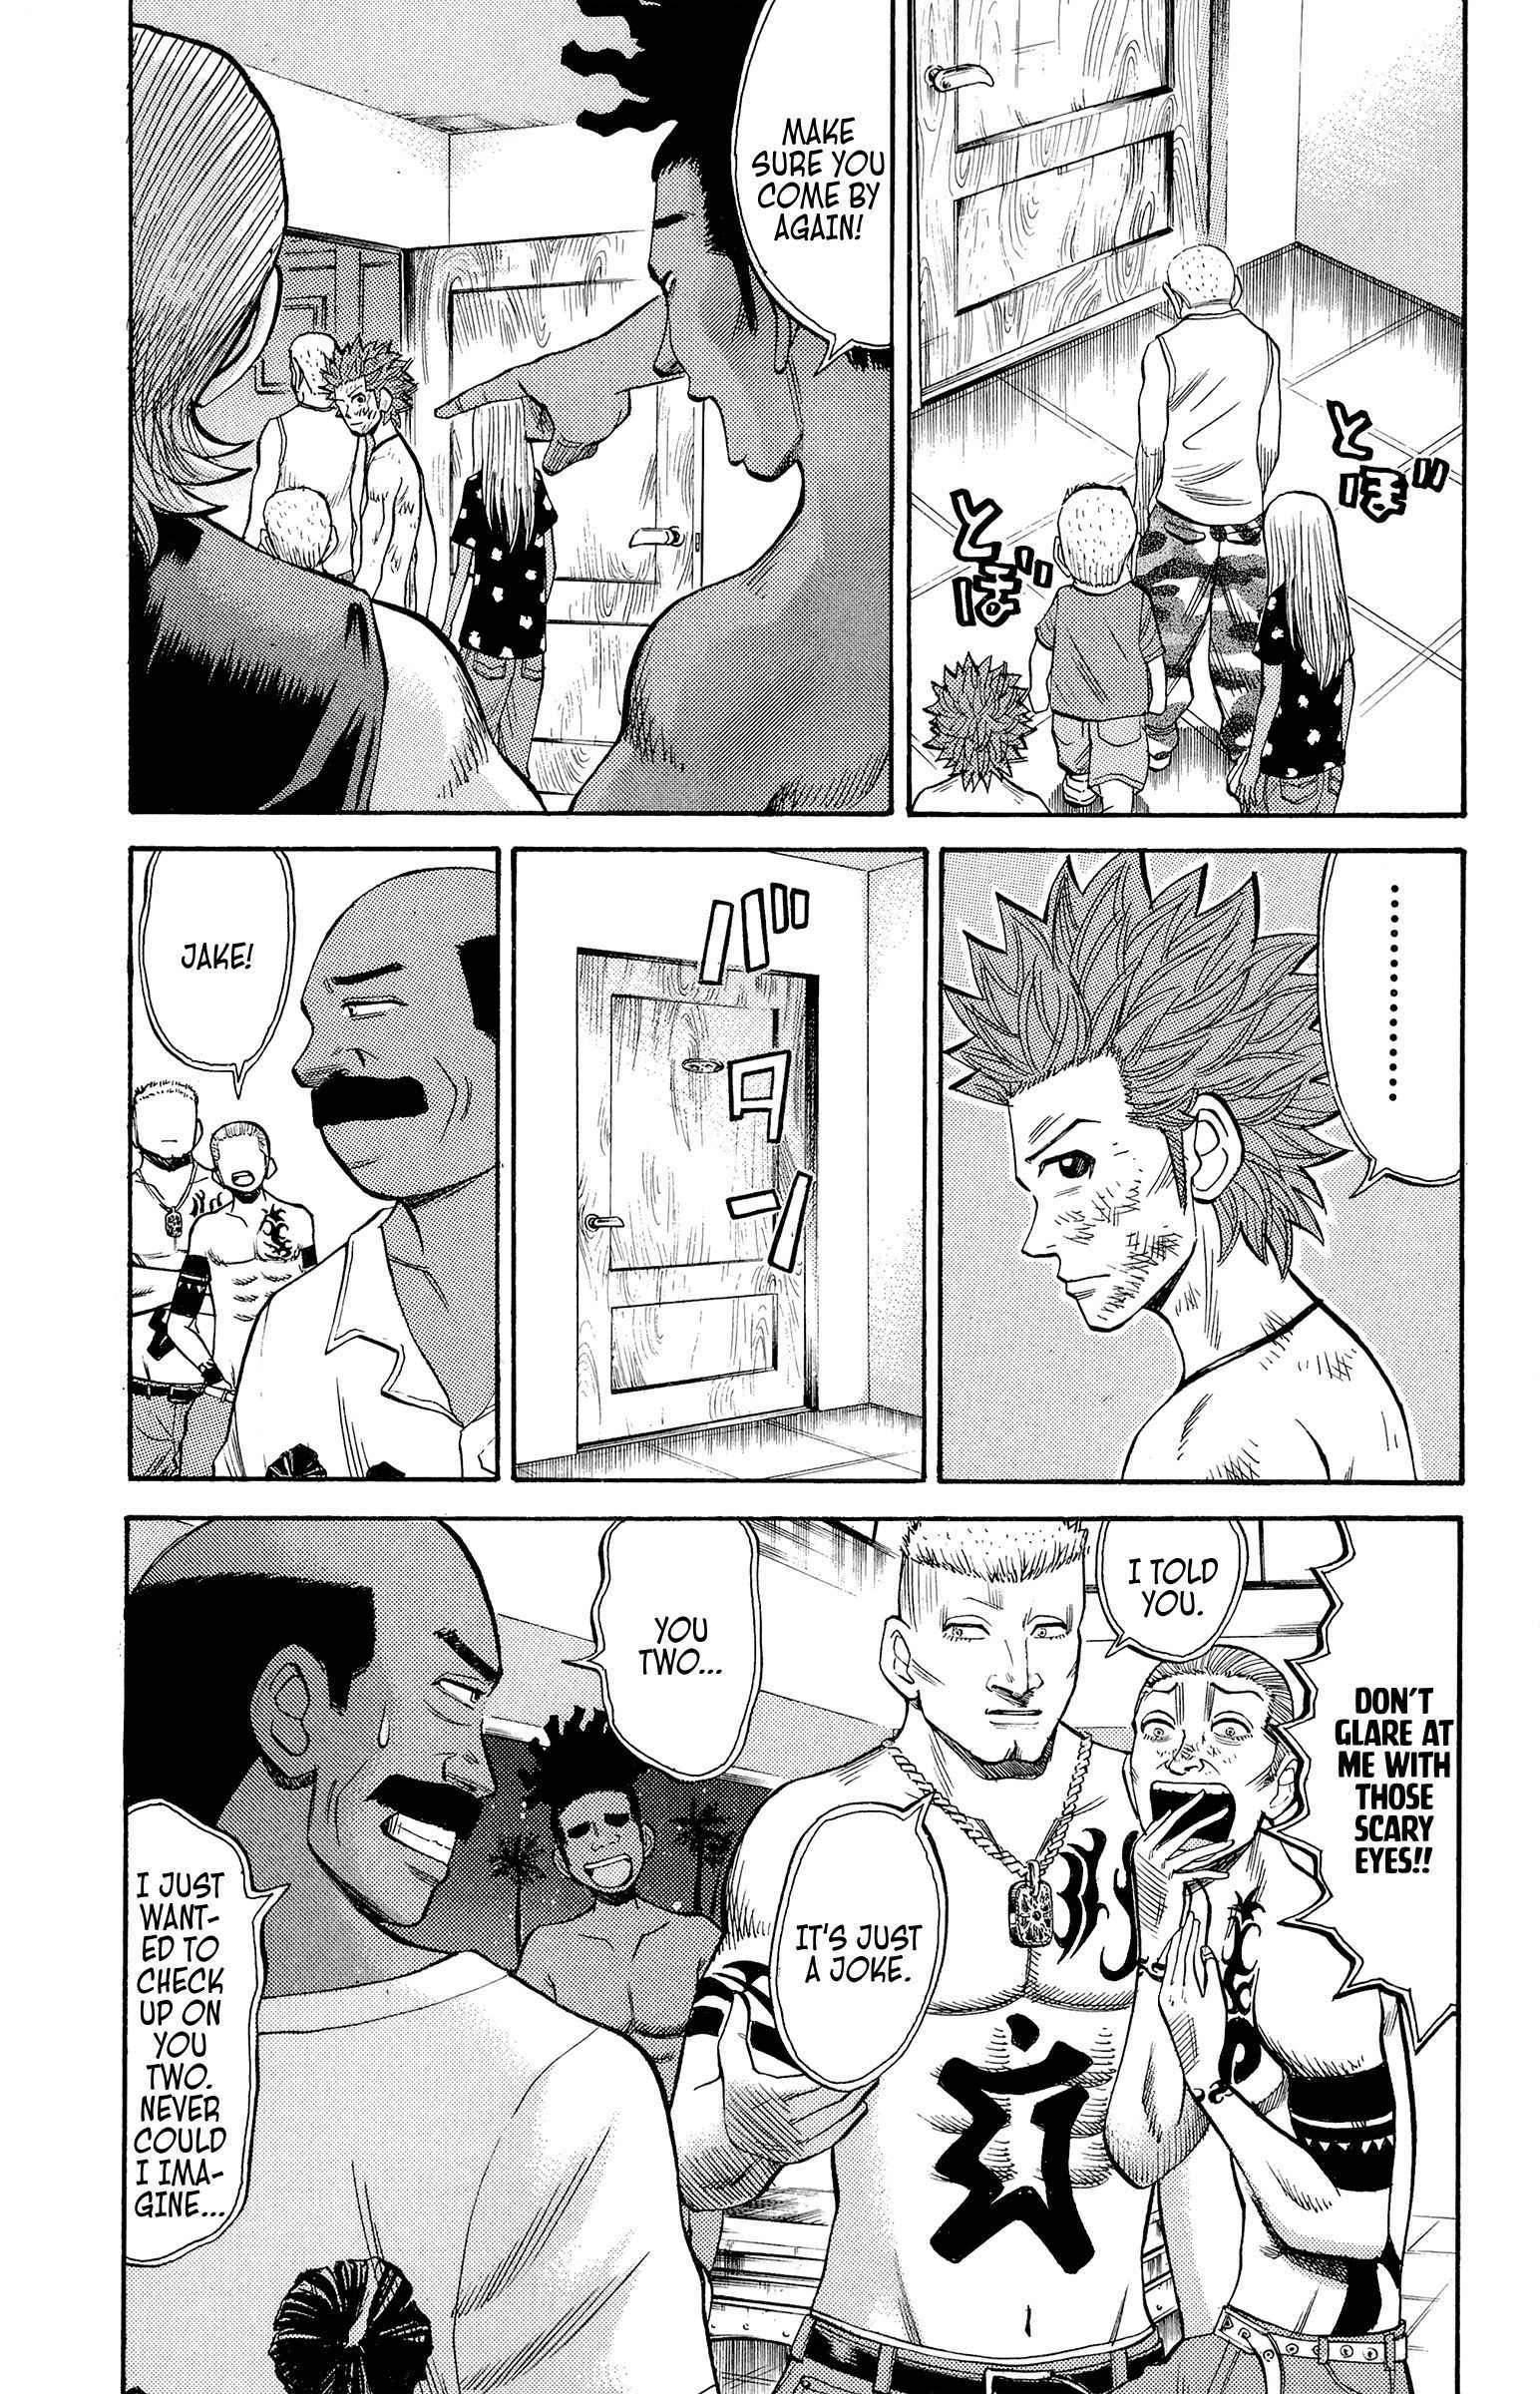 とぼ゛
とぼ゛
MAKE
SURE YOU
COME BY
AGAIN!
..........
バ
タ
ン
JAKE!
I TOLD
YOU.
DON'T
GLARE AT
ME WITH
THOSE
SCARY
EYES!!
YOU
TWO...
IT'S JUST
A JOKE.
I JUST
WANT-
ED TO
CHECK
UP ON
YOU
TWO.
NEVER
COULD
I IMA-
GINE...